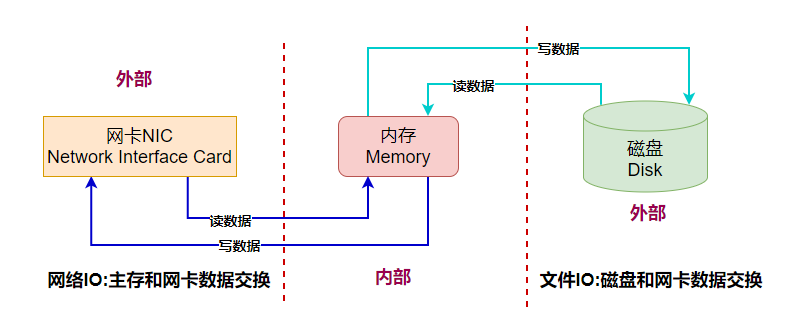 写数据
外部
读数据
网卡NIC
Network Interface Card
内存
Memory
磁盘
Disk
外部
读数据
写数据
网络IO:主存和网卡数据交换
内部
文件IO:磁盘和网卡数据交换